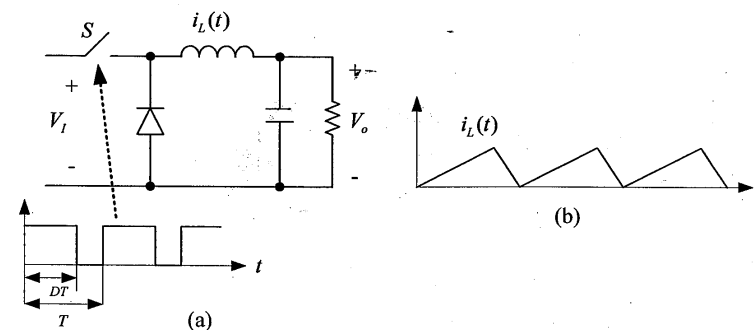 S
i_L(t)
+
V_I
-
+
V_o
-
t
DT
T
(a)
i_L(t)
(b)